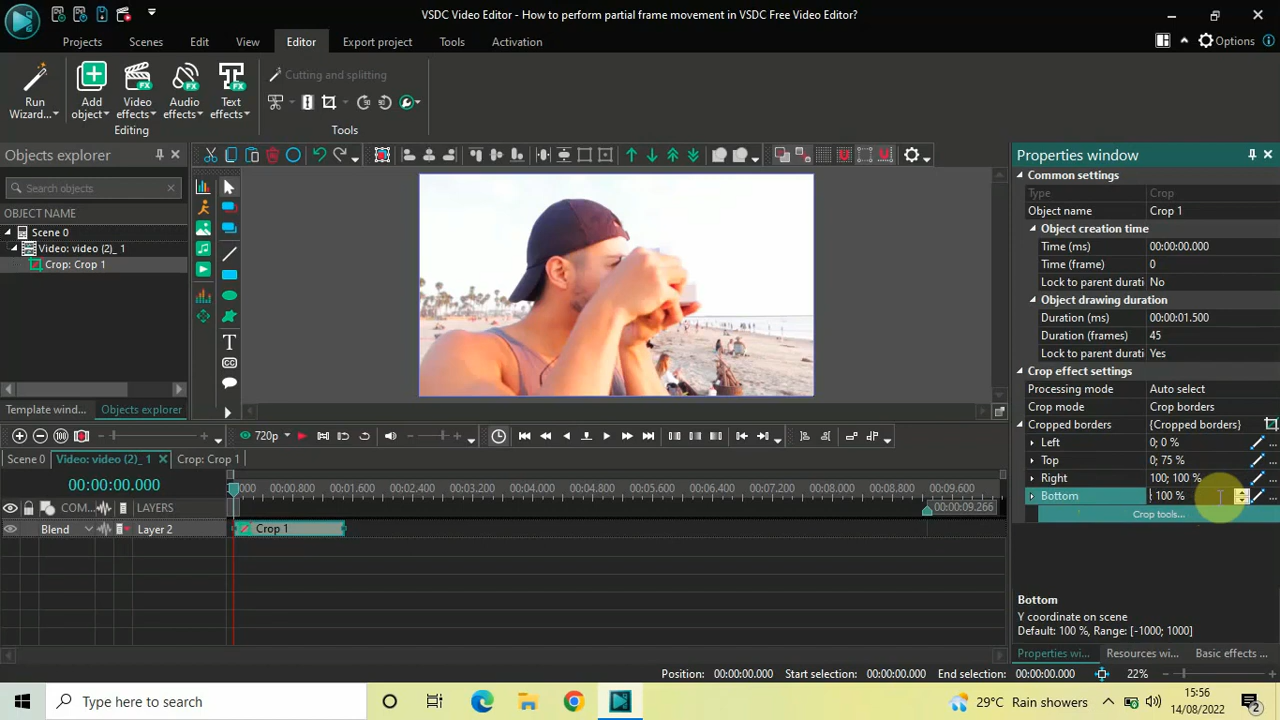 VSDC Video Editor - How to perform partial frame movement in VSDC Free Video Editor?
Projects Scenes Edit View Editor Export project Tools Activation Options
Run Wizard... Add object Video effects Audio effects Text effects
Cutting and splitting
Editing Tools
Objects explorer
Search objects
OBJECT NAME
Scene 0
Video: video (2)_ 1
Crop: Crop 1
Template wind... Objects explorer
T
CC
Properties window
Common settings
Type Crop
Object name Crop 1
Object creation time
Time (ms) 00:00:00.000
Time (frame) 0
Lock to parent durati No
Object drawing duration
Duration (ms) 00:00:01.500
Duration (frames) 45
Lock to parent durati Yes
Crop effect settings
Processing mode Auto select
Crop mode Crop borders
Cropped borders {Cropped borders}
Left 0; 0 %
Top 0; 75 %
Right 100; 100 %
Bottom 100 %
Crop tools...
Bottom
Y coordinate on scene
Default: 100 %, Range: [-1000; 1000]
Properties wi... Resources wi... Basic effects ...
720p
Scene 0 Video: video (2)_ 1 Crop: Crop 1
00:00:00.000
000 00:00.800 00:01.600 00:02.400 00:03.200 00:04.000 00:04.800 00:05.600 00:06.400 00:07.200 00:08.000 00:08.800 00:09.600
00:00:09.266
COM... LAYERS
Blend Layer 2 Crop 1
Position: 00:00:00.000 Start selection: 00:00:00.000 End selection: 00:00:00.000 22%
Type here to search
29°C Rain showers
15:56
14/08/2022
2